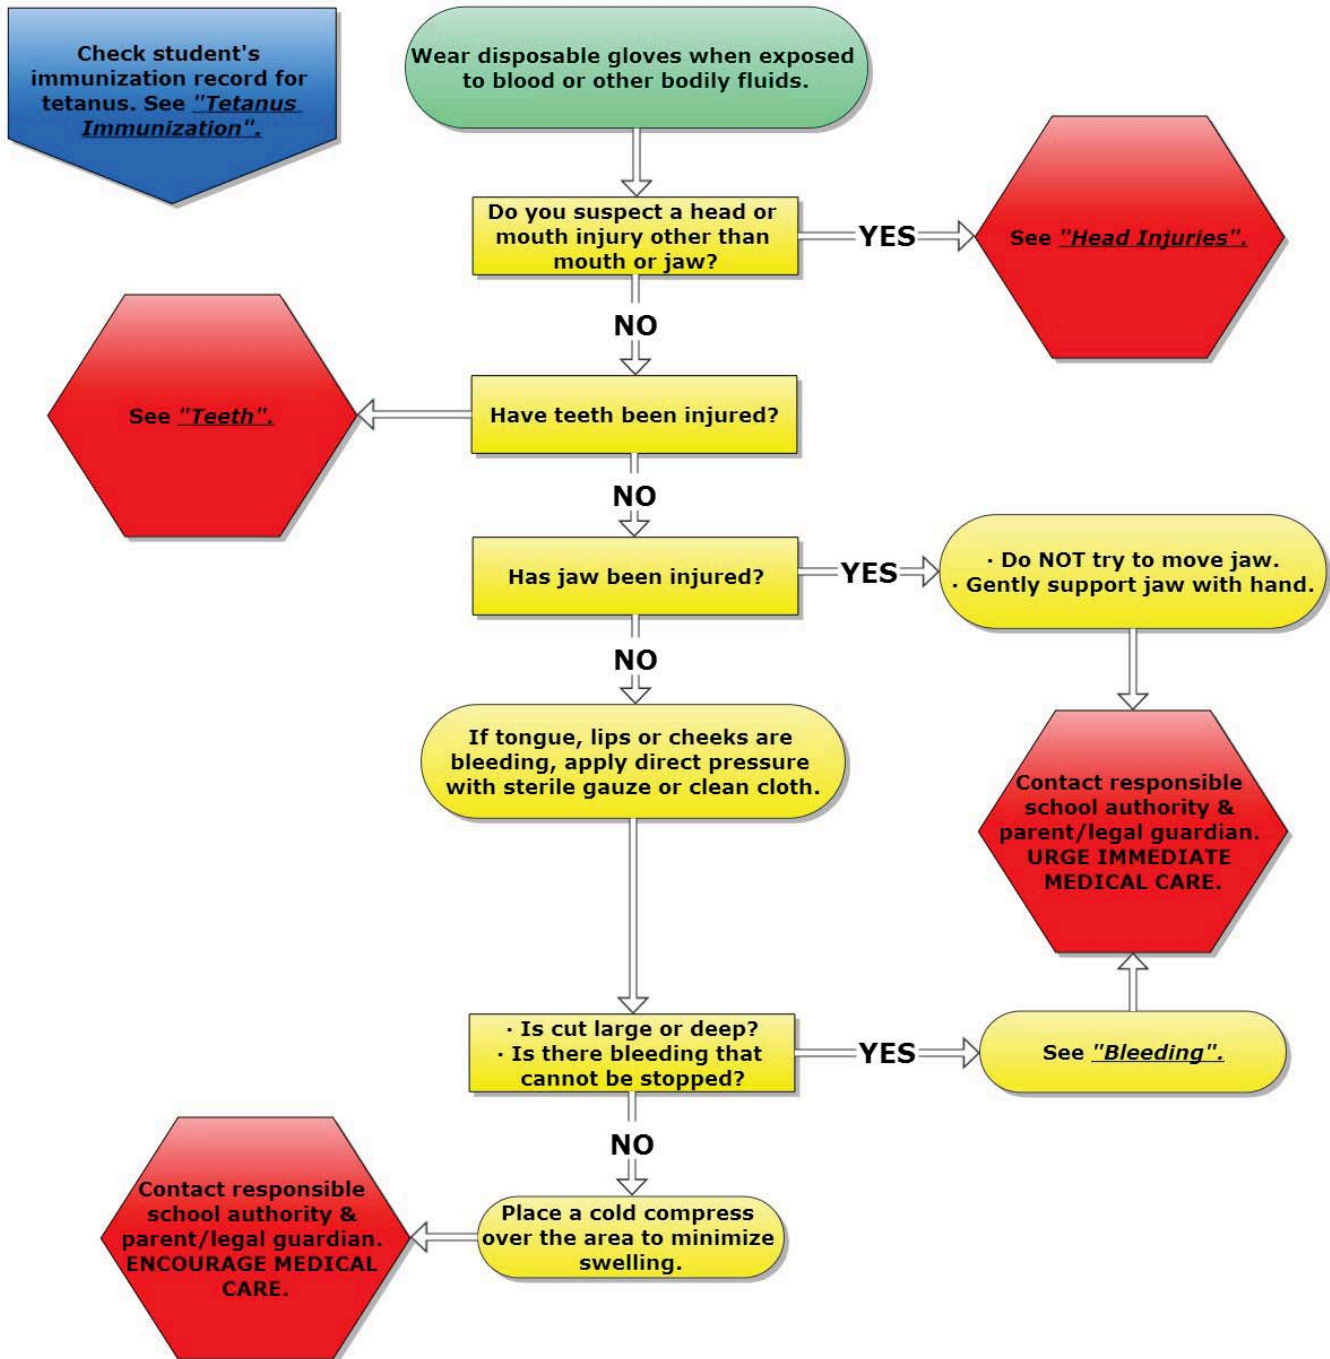 Check student's
immunization record for
tetanus. See "Tetanus
Immunization".
Wear disposable gloves when exposed
to blood or other bodily fluids.
Do you suspect a head or
mouth injury other than
mouth or jaw?
YES
See "Head Injuries".
NO
See "Teeth".
Have teeth been injured?
NO
Has jaw been injured?
YES
· Do NOT try to move jaw.
· Gently support jaw with hand.
NO
If tongue, lips or cheeks are
bleeding, apply direct pressure
with sterile gauze or clean cloth.
Contact responsible
school authority &
parent/legal guardian.
URGE IMMEDIATE
MEDICAL CARE.
· Is cut large or deep?
· Is there bleeding that
cannot be stopped?
YES
See "Bleeding".
NO
Contact responsible
school authority &
parent/legal guardian.
ENCOURAGE MEDICAL
CARE.
Place a cold compress
over the area to minimize
swelling.